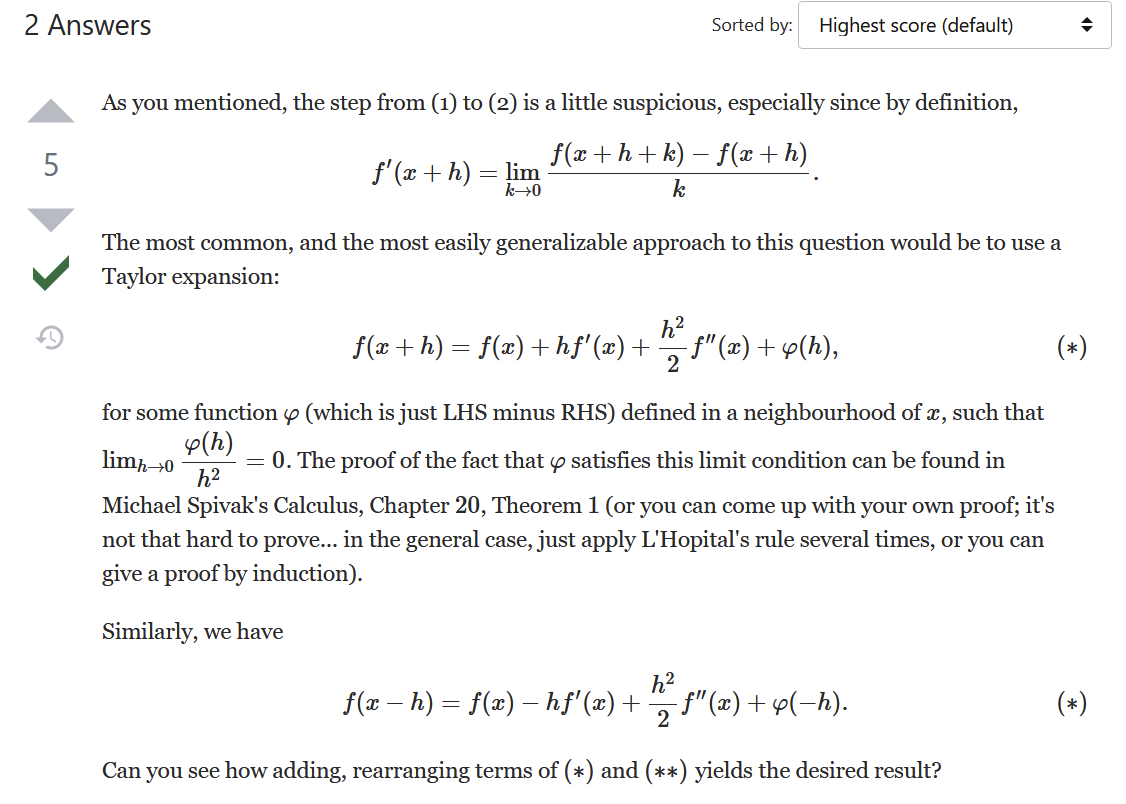 2 Answers
Sorted by: Highest score (default)
As you mentioned, the step from (1) to (2) is a little suspicious, especially since by definition,
f′(x + h) = lim_{k→0} \frac{f(x + h + k) − f(x + h)}{k}.
5
The most common, and the most easily generalizable approach to this question would be to use a
Taylor expansion:
f(x + h) = f(x) + hf′(x) + \frac{h²}{2} f″(x) + φ(h), (∗)
for some function φ (which is just LHS minus RHS) defined in a neighbourhood of x, such that
lim_{h→0} \frac{φ(h)}{h²} = 0. The proof of the fact that φ satisfies this limit condition can be found in
Michael Spivak's Calculus, Chapter 20, Theorem 1 (or you can come up with your own proof; it's
not that hard to prove... in the general case, just apply L'Hopital's rule several times, or you can
give a proof by induction).
Similarly, we have
f(x − h) = f(x) − hf′(x) + \frac{h²}{2} f″(x) + φ(−h). (∗)
Can you see how adding, rearranging terms of (∗) and (∗∗) yields the desired result?